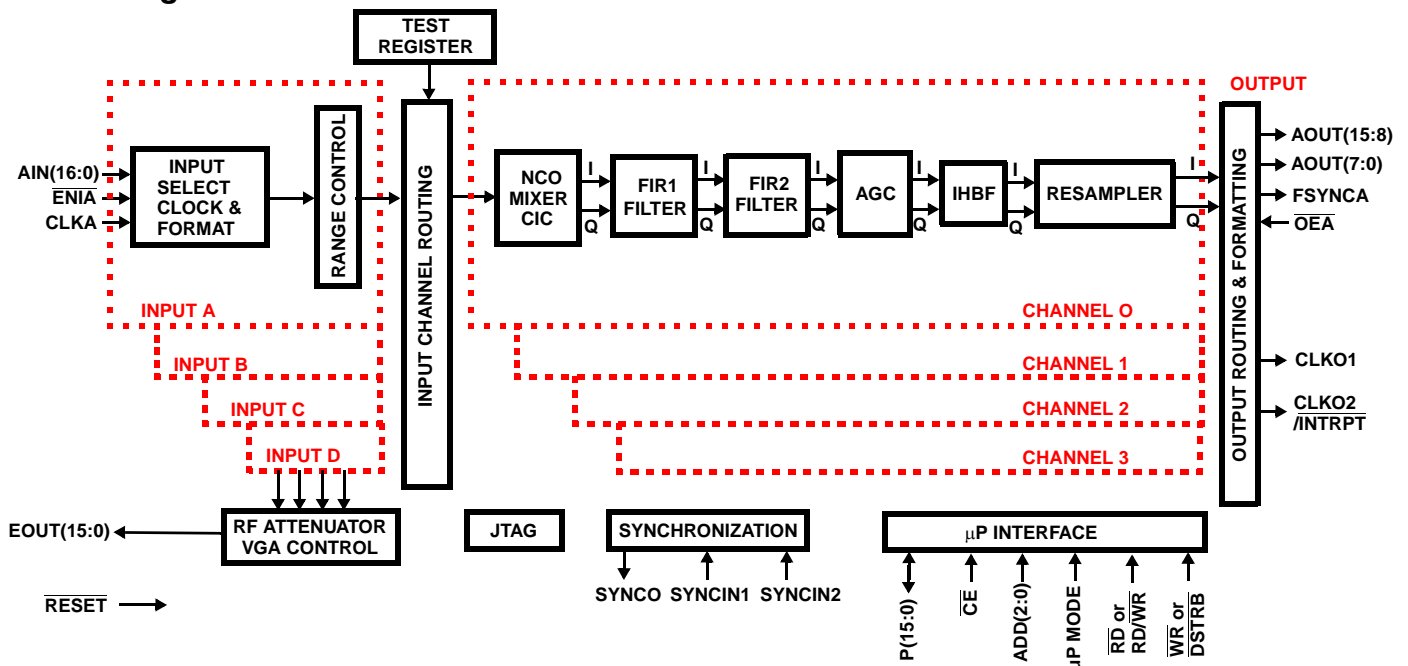 TEST
REGISTER
OUTPUT
AIN(16:0)
ENIA
CLKA
INPUT
SELECT
CLOCK &
FORMAT
RANGE CONTROL
INPUT CHANNEL ROUTING
NCO
MIXER
CIC
I
Q
FIR1
FILTER
I
Q
FIR2
FILTER
I
Q
AGC
I
Q
IHBF
I
Q
RESAMPLER
I
Q
OUTPUT ROUTING & FORMATTING
AOUT(15:8)
AOUT(7:0)
FSYNCA
OEA
INPUT A
CHANNEL O
INPUT B
CHANNEL 1
CLKO1
INPUT C
CHANNEL 2
CLKO2
/INTRPT
INPUT D
CHANNEL 3
EOUT(15:0)
RF ATTENUATOR
VGA CONTROL
JTAG
SYNCHRONIZATION
µP INTERFACE
RESET
SYNCO SYNCIN1 SYNCIN2
P(15:0)
CE
ADD(2:0)
µP MODE
RD or
RD/WR
WR or
DSTRB